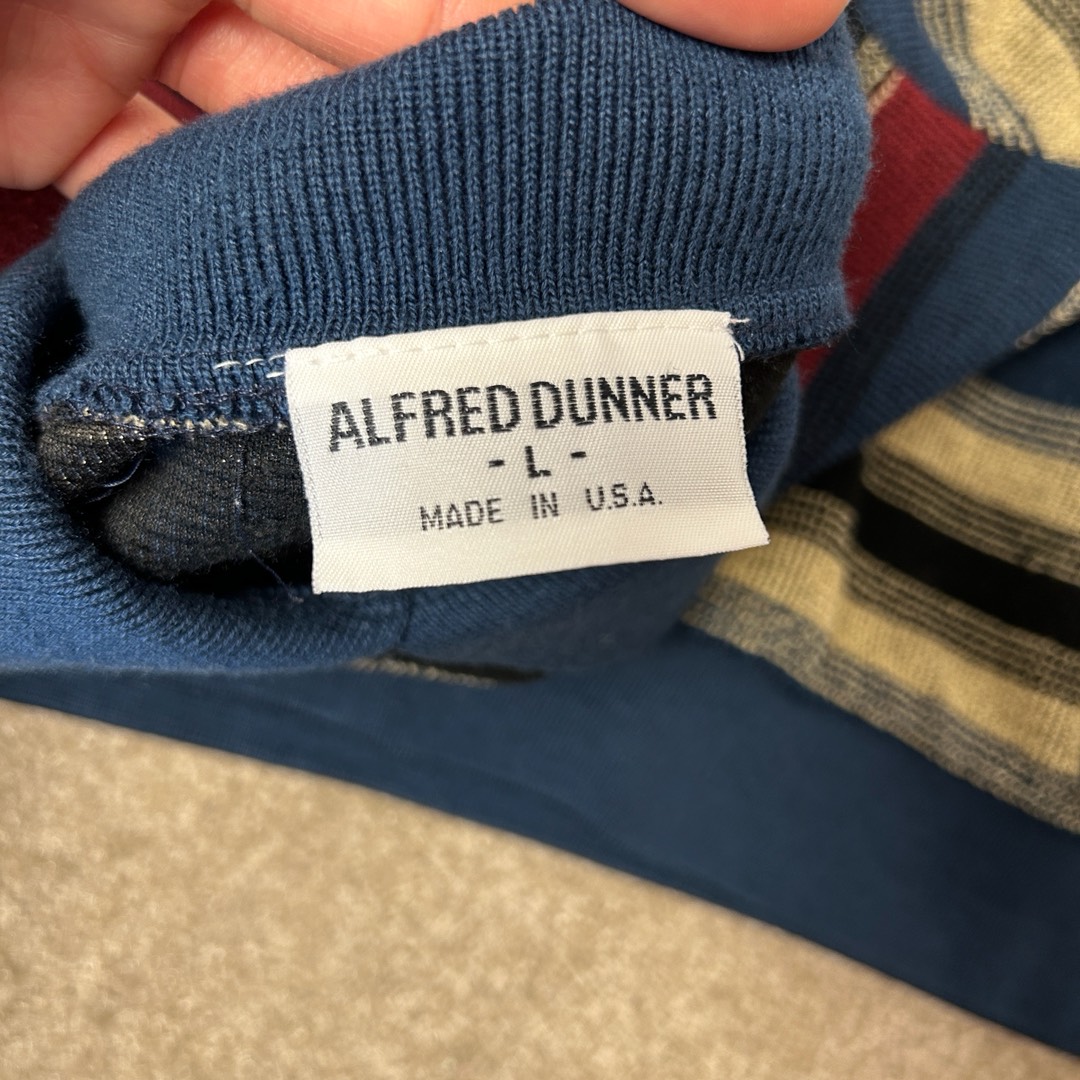 ALFRED DUNNER
- L -
MADE IN U.S.A.